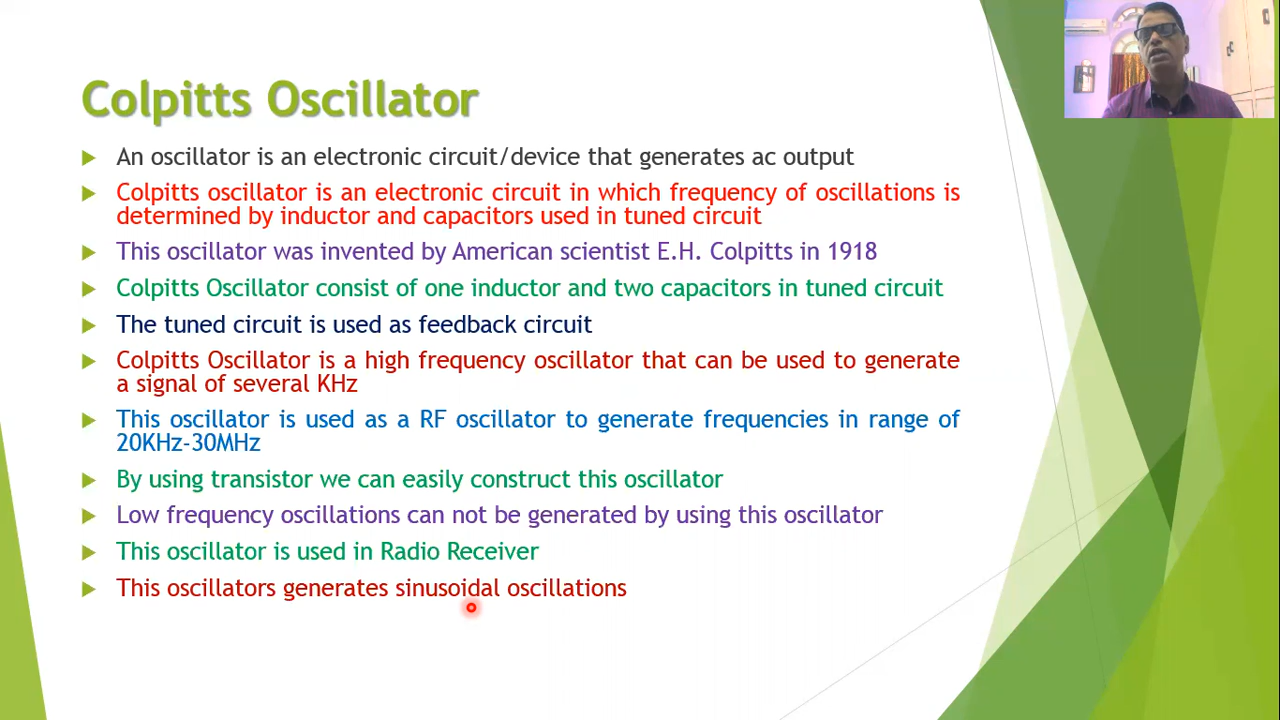 Colpitts Oscillator
An oscillator is an electronic circuit/device that generates ac output
Colpitts oscillator is an electronic circuit in which frequency of oscillations is
determined by inductor and capacitors used in tuned circuit
This oscillator was invented by American scientist E.H. Colpitts in 1918
Colpitts Oscillator consist of one inductor and two capacitors in tuned circuit
The tuned circuit is used as feedback circuit
Colpitts Oscillator is a high frequency oscillator that can be used to generate
a signal of several KHz
This oscillator is used as a RF oscillator to generate frequencies in range of
20KHz-30MHz
By using transistor we can easily construct this oscillator
Low frequency oscillations can not be generated by using this oscillator
This oscillator is used in Radio Receiver
This oscillators generates sinusoidal oscillations